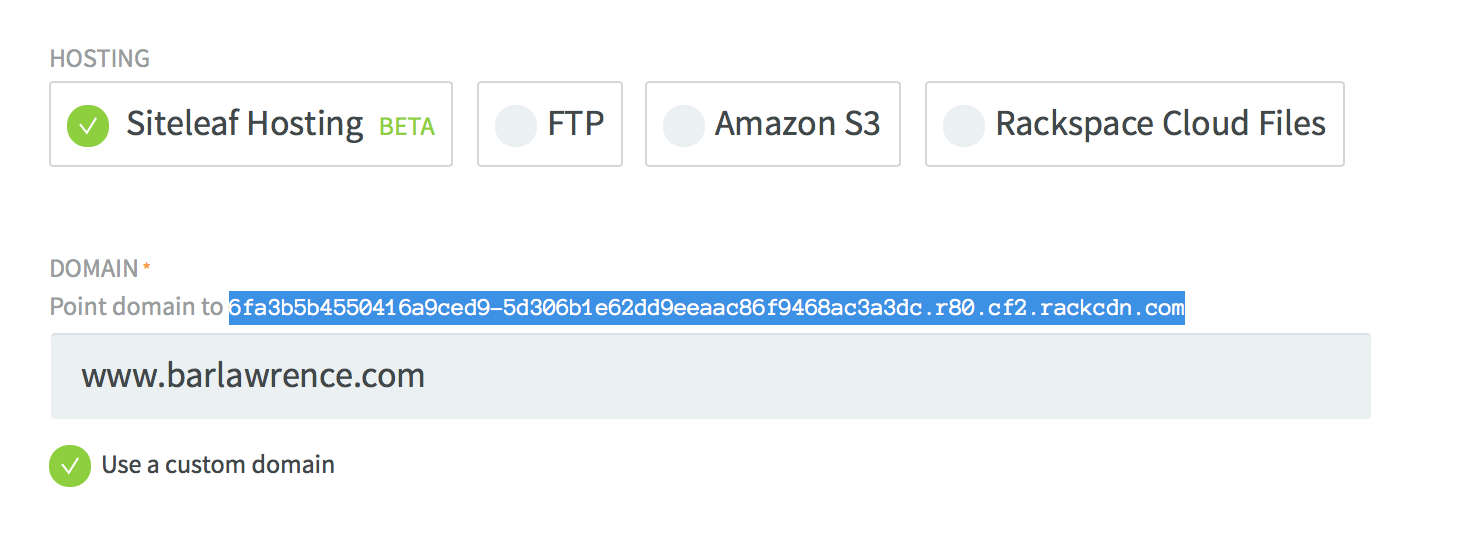 HOSTING
Siteleaf Hosting BETA FTP Amazon S3 Rackspace Cloud Files
DOMAIN*
Point domain to 6fa3b5b4550416a9ced9-5d306b1e62dd9eeaac86f9468ac3a3dc.r80.cf2.rackcdn.com
www.barlawrence.com
Use a custom domain